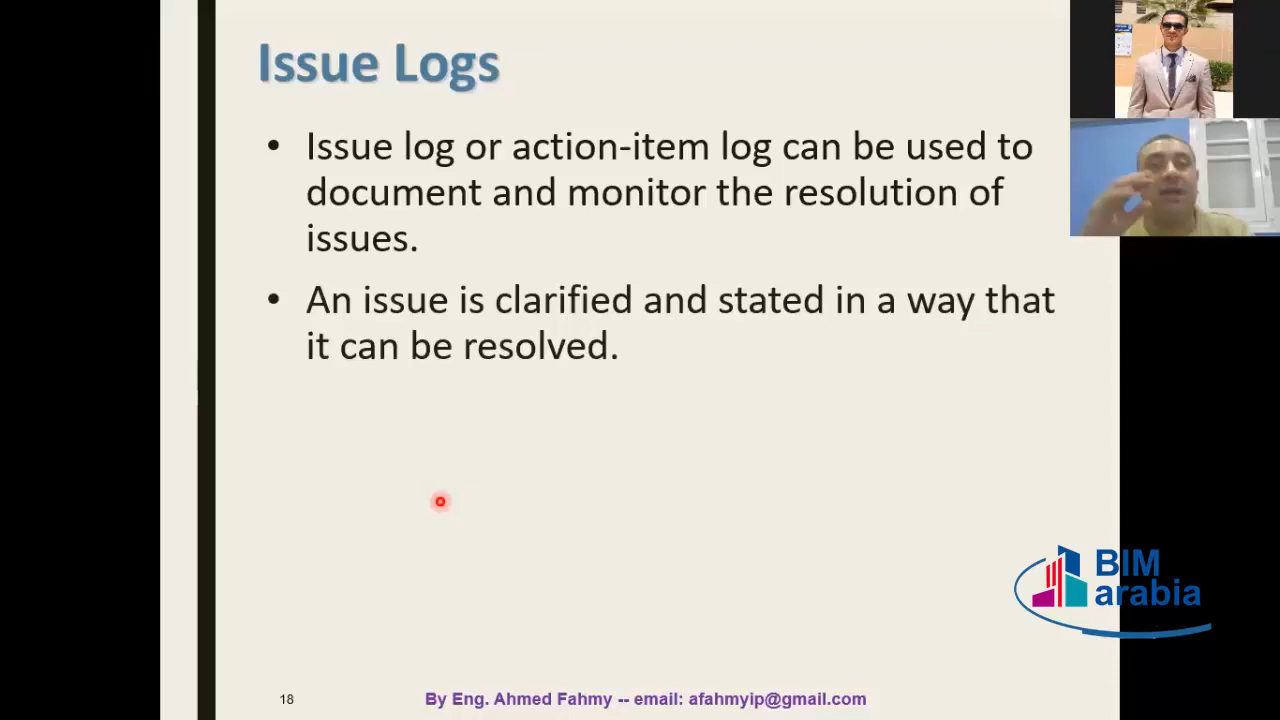 Issue Logs
• Issue log or action-item log can be used to
document and monitor the resolution of
issues.
• An issue is clarified and stated in a way that
it can be resolved.
BIM
arabia
18
By Eng. Ahmed Fahmy -- email: afahmyip@gmail.com